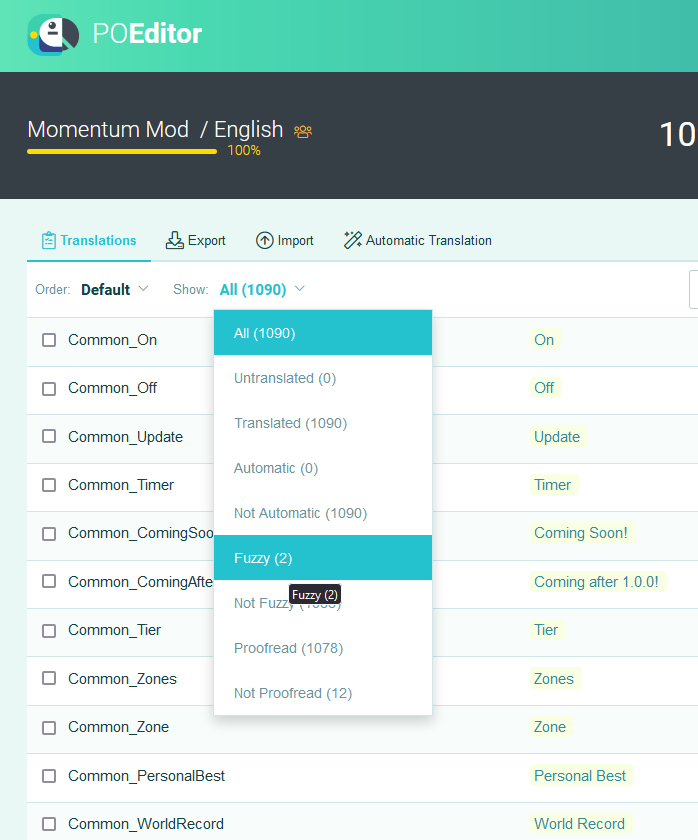 POEditor
Momentum Mod / English
100%
10
Translations Export Import Automatic Translation
Order: Default Show: All (1090)
All (1090)
Untranslated (0)
Translated (1090)
Automatic (0)
Not Automatic (1090)
Fuzzy (2)
Fuzzy (2)
Not Fuzzy
Proofread (1078)
Not Proofread (12)
Common_On On
Common_Off Off
Common_Update Update
Common_Timer Timer
Common_ComingSoo Coming Soon!
Common_ComingAfte Coming after 1.0.0!
Common_Tier Tier
Common_Zones Zones
Common_Zone Zone
Common_PersonalBest Personal Best
Common_WorldRecord World Record